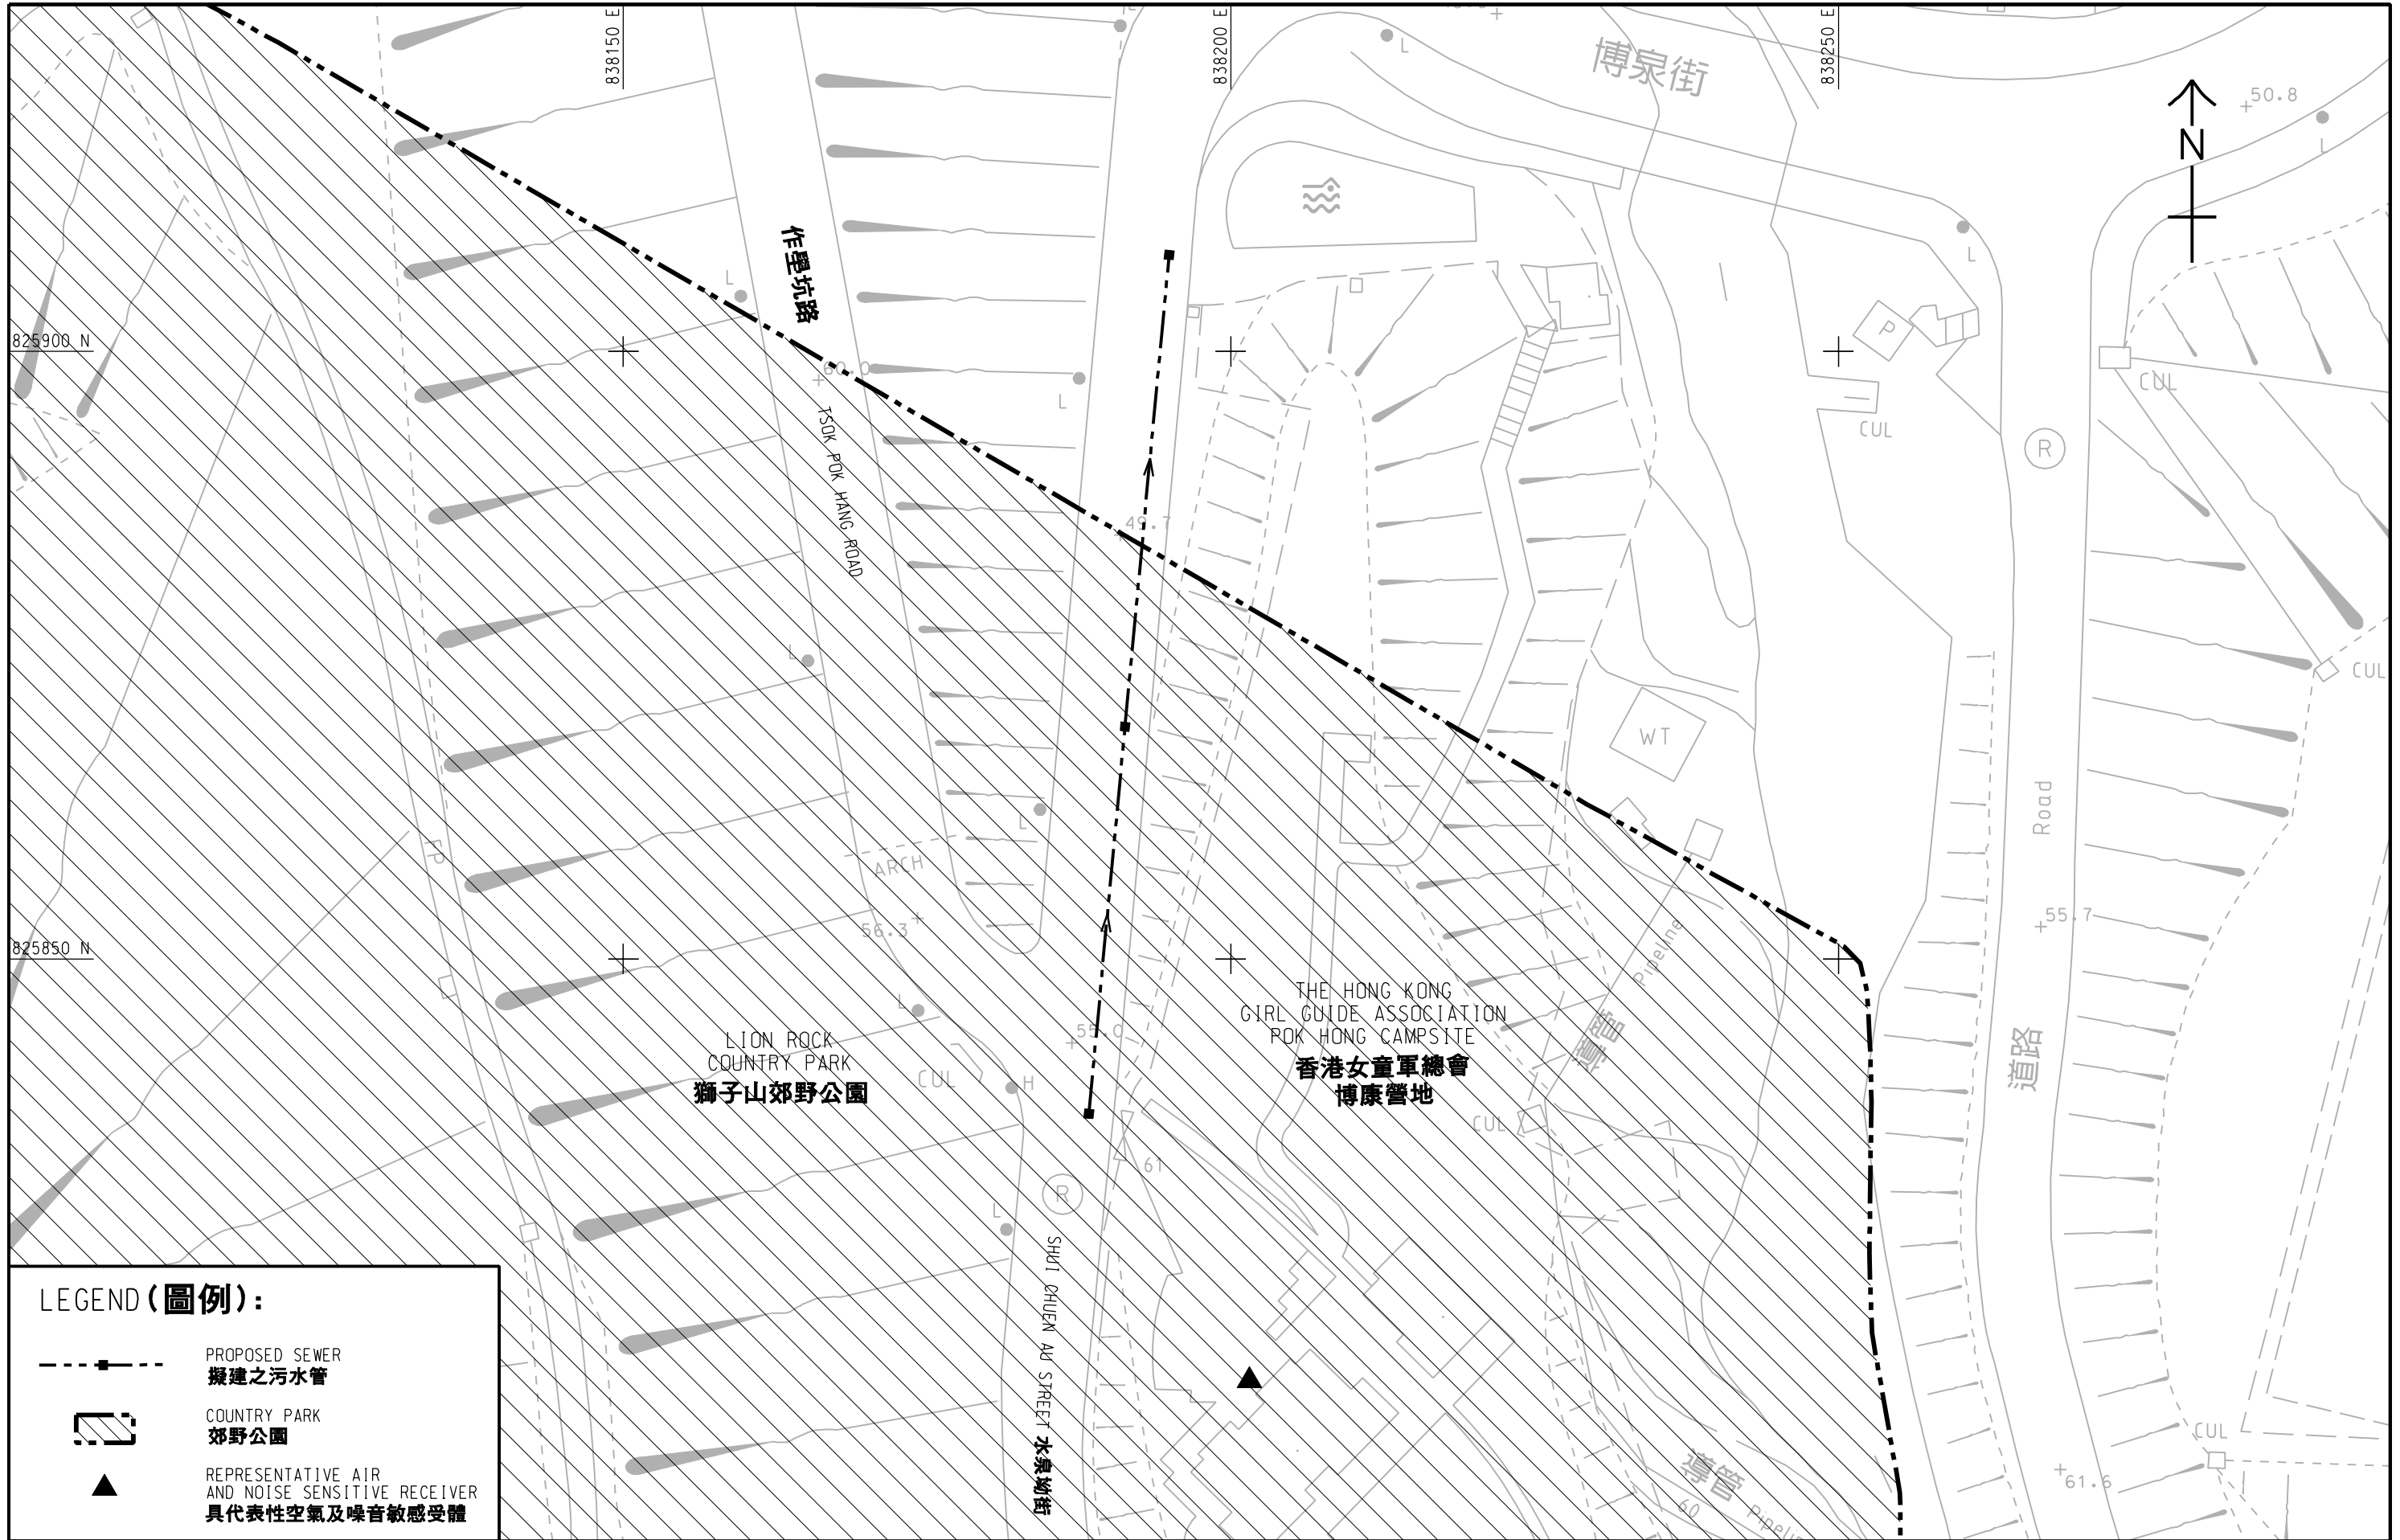 838150 E
838200 E
838250 E
L
博泉街
50.8
L
L
作壆坑路
L
825900 N
60.0
P
CUL
CUL
L
TSOK POK HANG ROAD
R
49.7
L
WT
CUL
Road
L
FP
ARCH
56.3
55.7
825850 N
Pipeline
L
THE HONG KONG
GIRL GUIDE ASSOCIATION
POK HONG CAMPSITE
香港女童軍總會
博康營地
導管
道路
55.0
LION ROCK
COUNTRY PARK
獅子山郊野公園
CUL
H
CUL
61
R
L
SHUI CHUEN AU STREET 水泉坳街
CUL
61.6
導管
60
Pipeline
N
LEGEND(圖例):
PROPOSED SEWER
擬建之污水管
COUNTRY PARK
郊野公園
REPRESENTATIVE AIR
AND NOISE SENSITIVE RECEIVER
具代表性空氣及噪音敏感受體